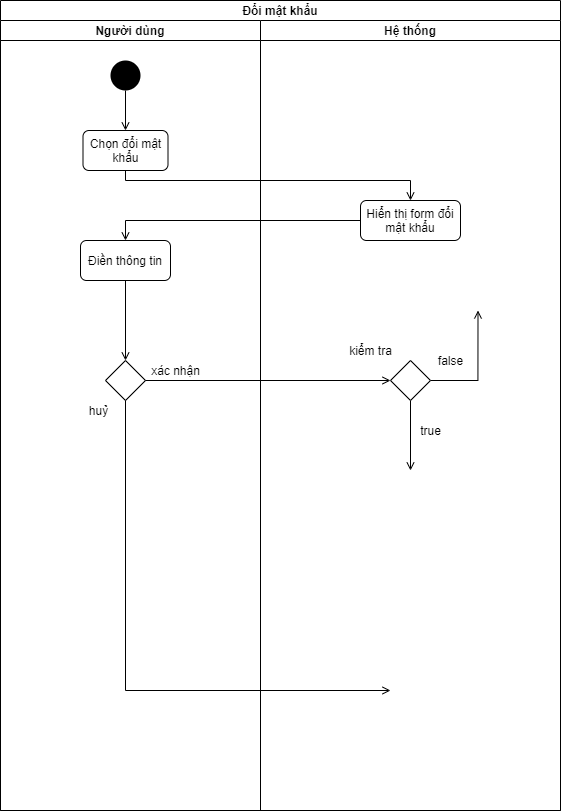 Đổi mật khẩu
Người dùng
Hệ thống
Chọn đổi mật
khẩu
Hiển thị form đổi
mật khẩu
Điền thông tin
xác nhận
kiểm tra
false
huỷ
true